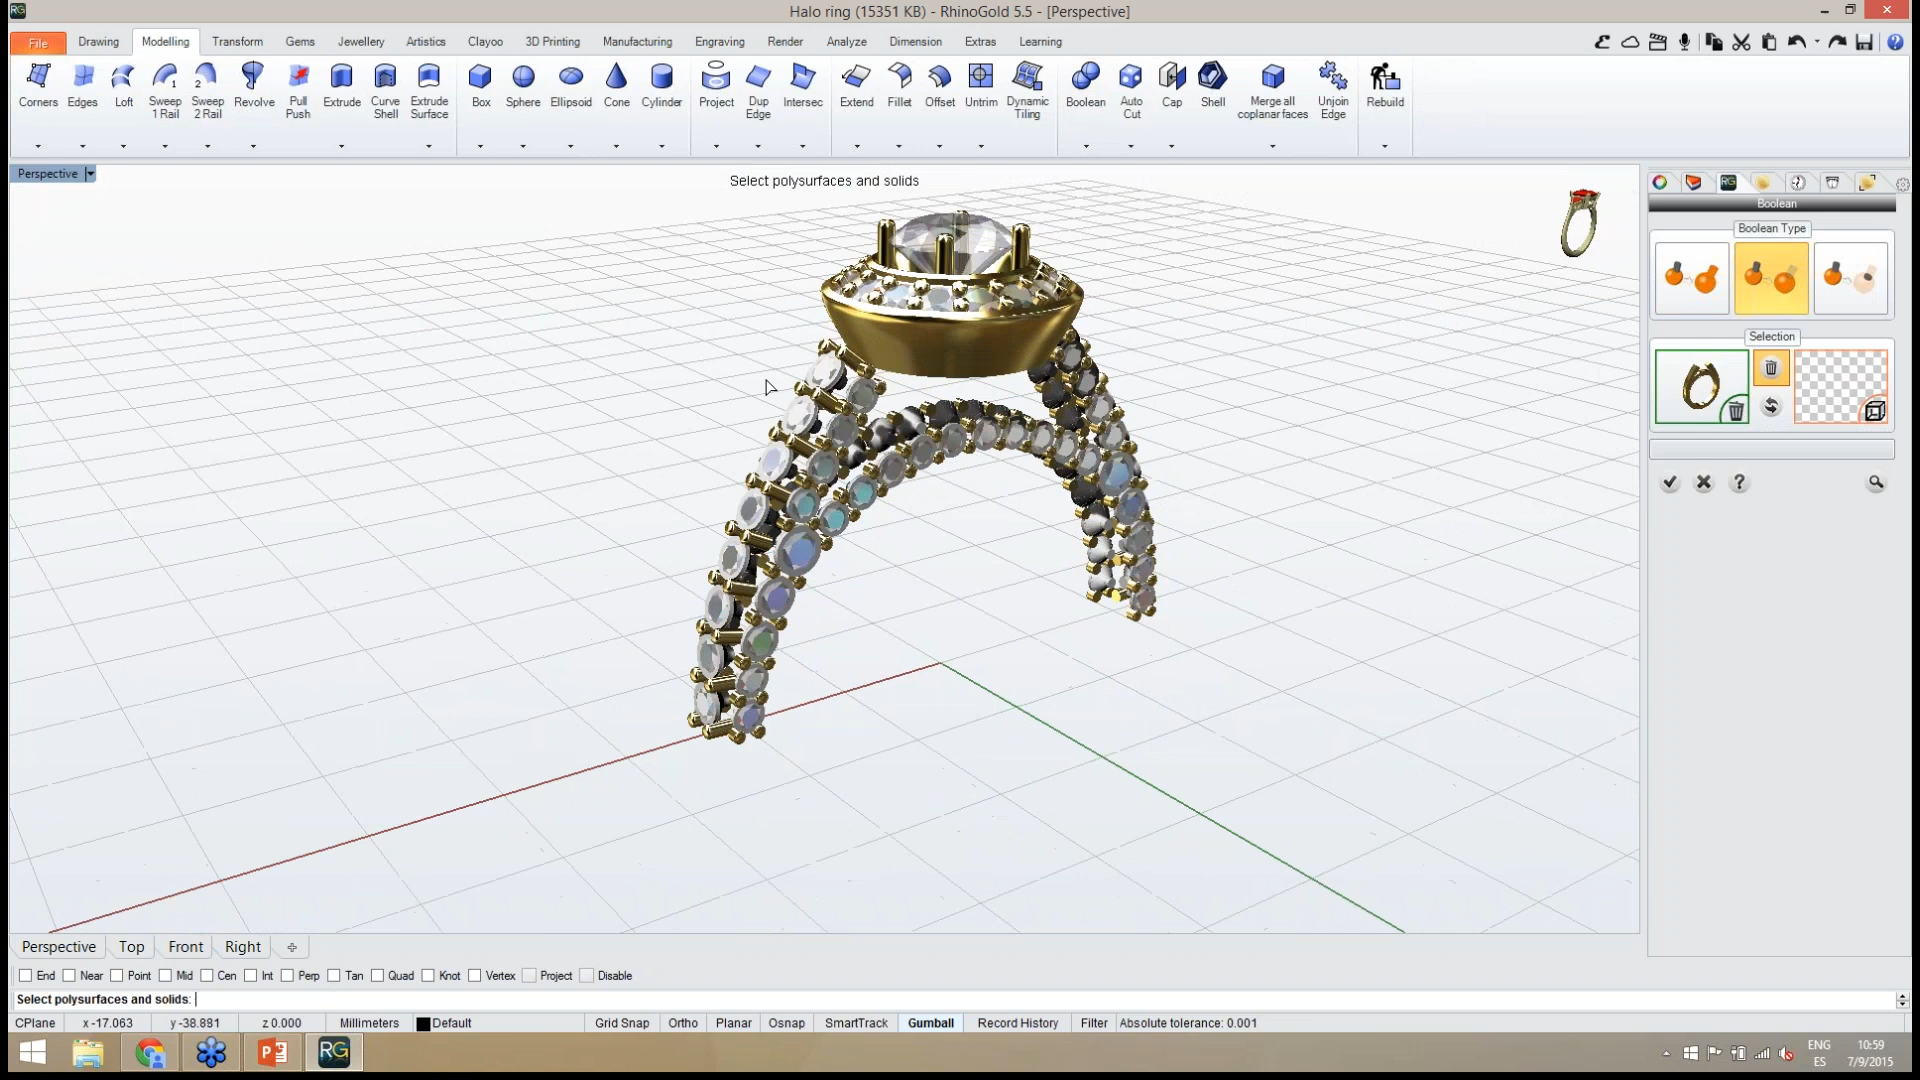 RG
Halo ring (15351 KB) - RhinoGold 5.5 - [Perspective]
File Drawing Modelling Transform Gems Jewellery Artistics Clayoo 3D Printing Manufacturing Engraving Render Analyze Dimension Extras Learning
1 2
Corners Edges Loft Sweep 1 Rail Sweep 2 Rail Revolve Pull Push Extrude Curve Shell Extrude Surface Box Sphere Ellipsoid Cone Cylinder Project Dup Edge Intersec Extend Fillet Offset Untrim Dynamic Tiling Boolean Auto Cut Cap Shell Merge all coplanar faces Unjoin Edge Rebuild
Perspective
Select polysurfaces and solids
RG
Boolean
Boolean Type
Selection
Perspective Top Front Right
End Near Point Mid Cen Int Perp Tan Quad Knot Vertex Project Disable
Select polysurfaces and solids:
CPlane x -17.063 y -38.881 z 0.000 Millimeters Default Grid Snap Ortho Planar Osnap SmartTrack Gumball Record History Filter Absolute tolerance: 0.001
RG
ENG 10:59
ES 7/9/2015